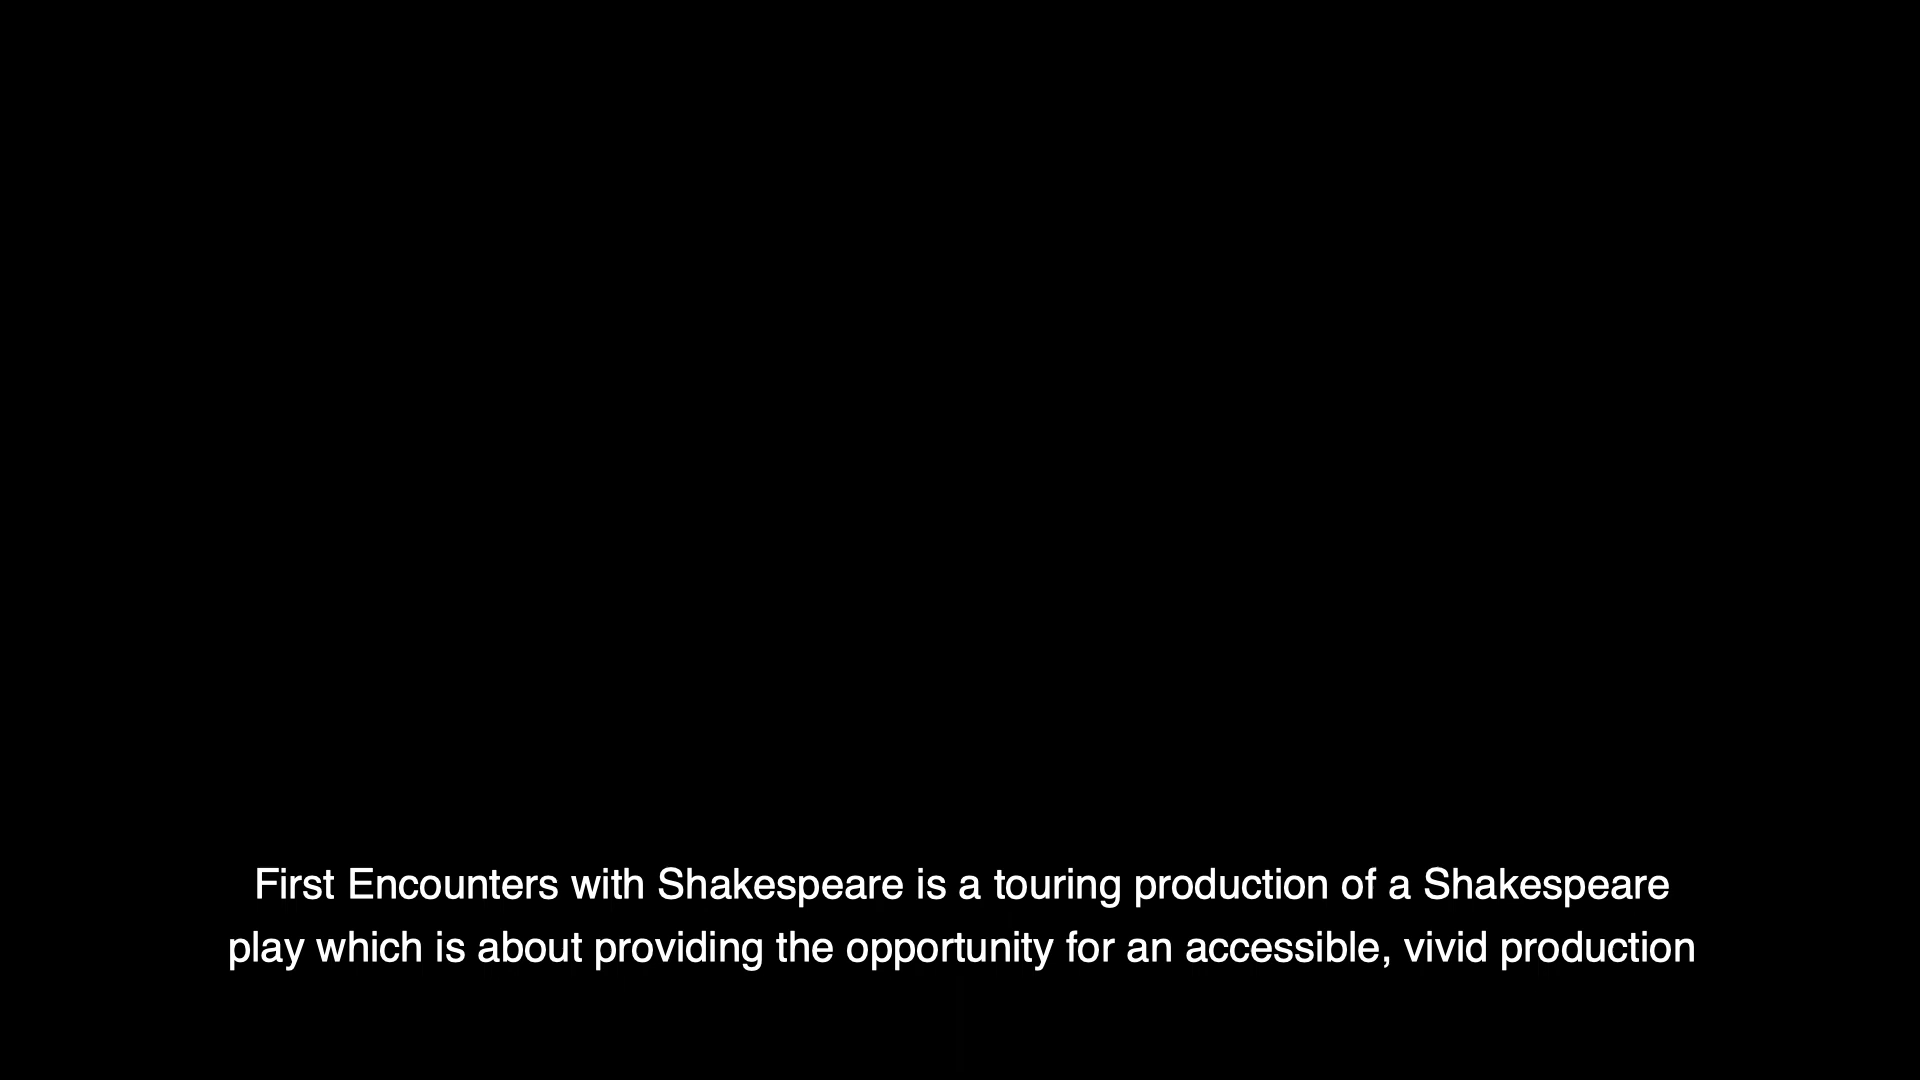 First Encounters with Shakespeare is a touring production of a Shakespeare
play which is about providing the opportunity for an accessible, vivid production